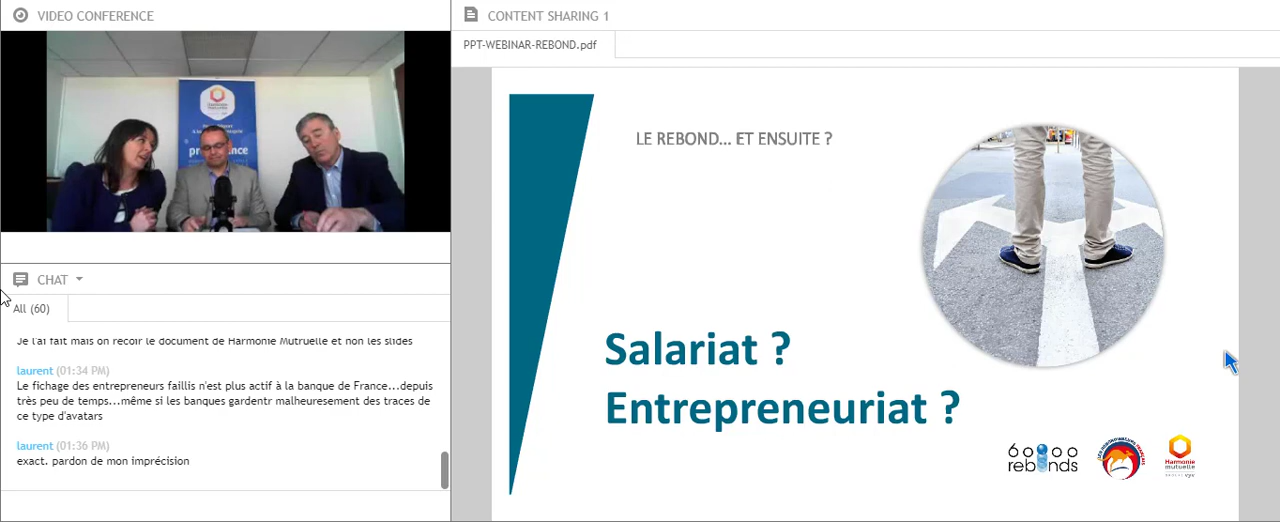 VIDEO CONFERENCE
Harmonie
mutuelle
CHAT
All (60)
Je l'ai fait mais on recoir le document de Harmonie Mutruelle et non les slides
laurent (01:34 PM)
Le fichage des entrepreneurs faillis n'est plus actif à la banque de France...depuis
très peu de temps...même si les banques gardentr malheuresement des traces de
ce type d'avatars
laurent (01:36 PM)
exact. pardon de mon imprécision
CONTENT SHARING 1
PPT-WEBINAR-REBOND.pdf
LE REBOND... ET ENSUITE ?
Salariat ?
Entrepreneuriat ?
60000
rebonds
Harmonie
mutuelle